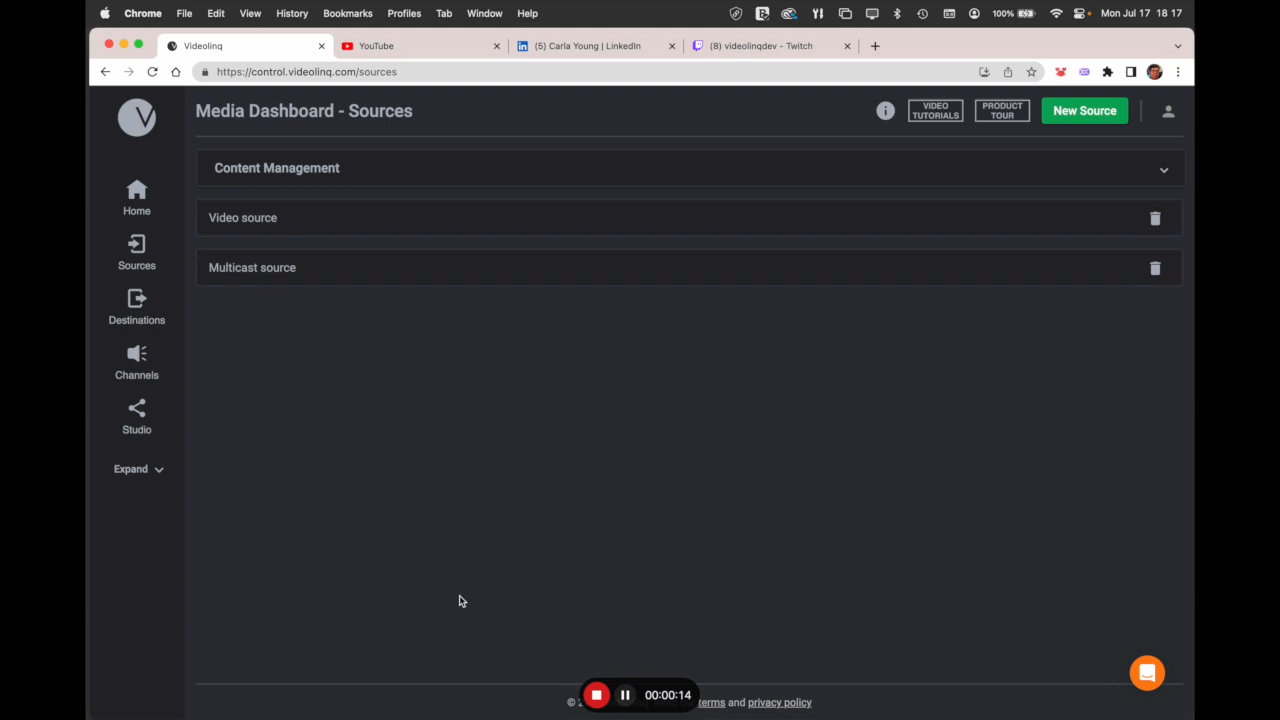 Chrome File Edit View History Bookmarks Profiles Tab Window Help 100% Mon Jul 17 18 17
Videolinq YouTube (5) Carla Young | LinkedIn (8) videolinqdev - Twitch
https://control.videolinq.com/sources
Media Dashboard - Sources
VIDEO TUTORIALS
PRODUCT TOUR
New Source
Content Management
Video source
Multicast source
Home
Sources
Destinations
Channels
Studio
Expand
00:00:14
©
terms and privacy policy